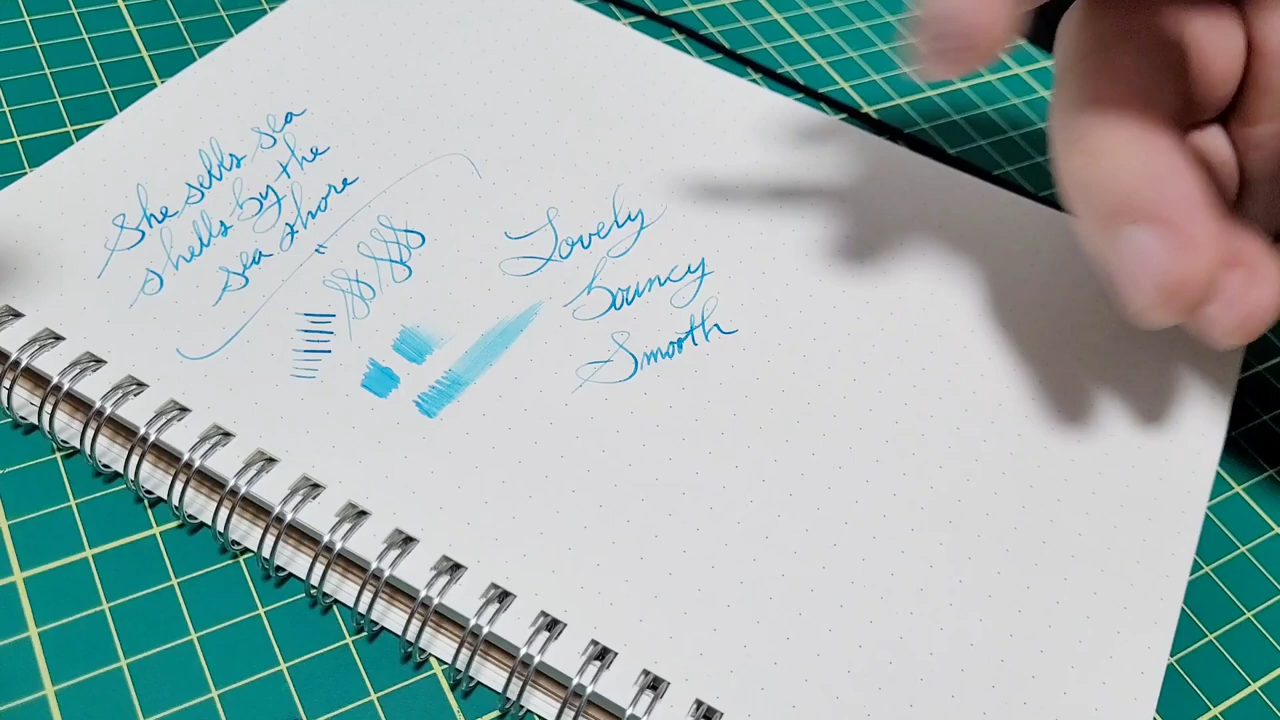 She sells sea
shells by the
sea shore
Lovely
Bouncy
Smooth